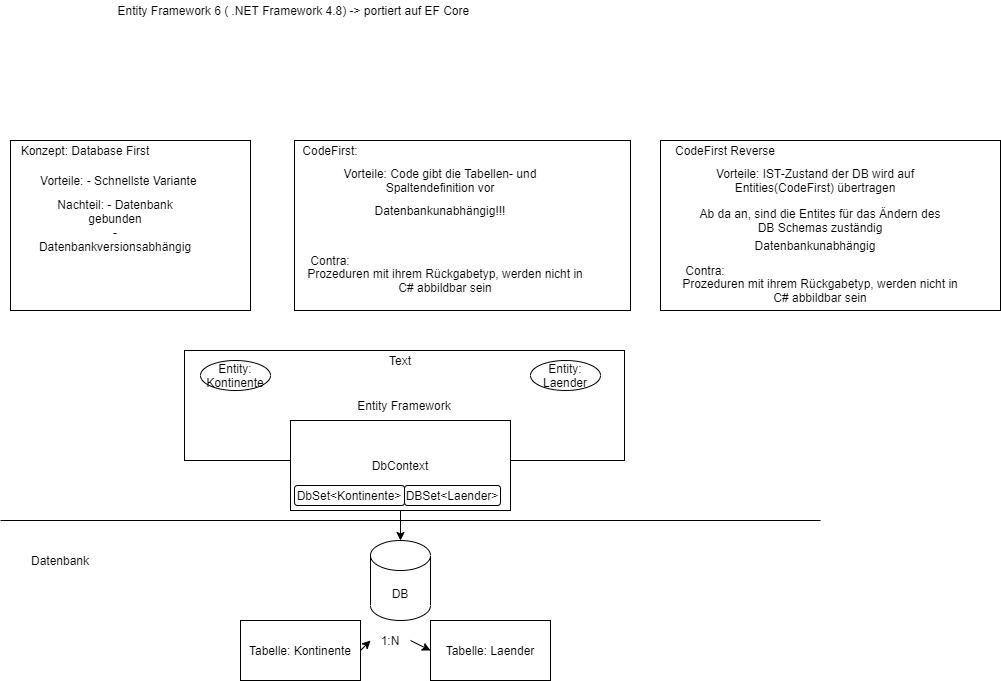 Entity Framework 6 ( .NET Framework 4.8) -> portiert auf EF Core
Konzept: Database First
Vorteile: - Schnellste Variante
Nachteil: - Datenbank
gebunden
-
Datenbankversionsabhängig
CodeFirst:
Vorteile: Code gibt die Tabellen- und
Spaltendefinition vor
Datenbankunabhängig!!!
Contra:
Prozeduren mit ihrem Rückgabetyp, werden nicht in
C# abbildbar sein
CodeFirst Reverse
Vorteile: IST-Zustand der DB wird auf
Entities(CodeFirst) übertragen
Ab da an, sind die Entites für das Ändern des
DB Schemas zuständig
Datenbankunabhängig
Contra:
Prozeduren mit ihrem Rückgabetyp, werden nicht in
C# abbildbar sein
Text
Entity:
Kontinente
Entity:
Laender
Entity Framework
DbContext
DbSet<Kontinente>
DBSet<Laender>
Datenbank
DB
Tabelle: Kontinente
1:N
Tabelle: Laender